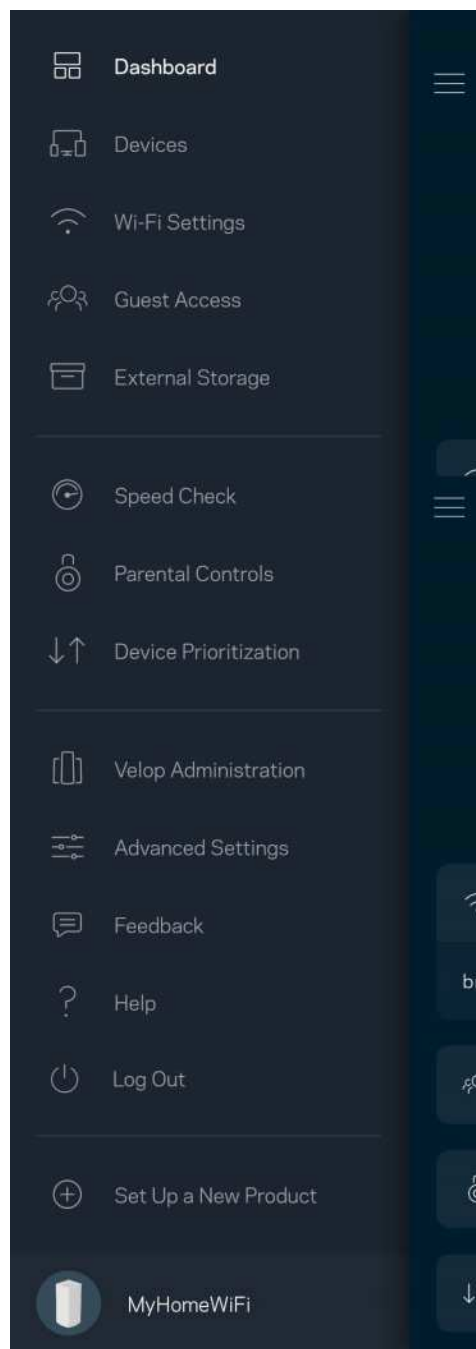 Dashboard
Devices
Wi-Fi Settings
Guest Access
External Storage
Speed Check
Parental Controls
Device Prioritization
Velop Administration
Advanced Settings
Feedback
Help
Log Out
Set Up a New Product
MyHomeWiFi